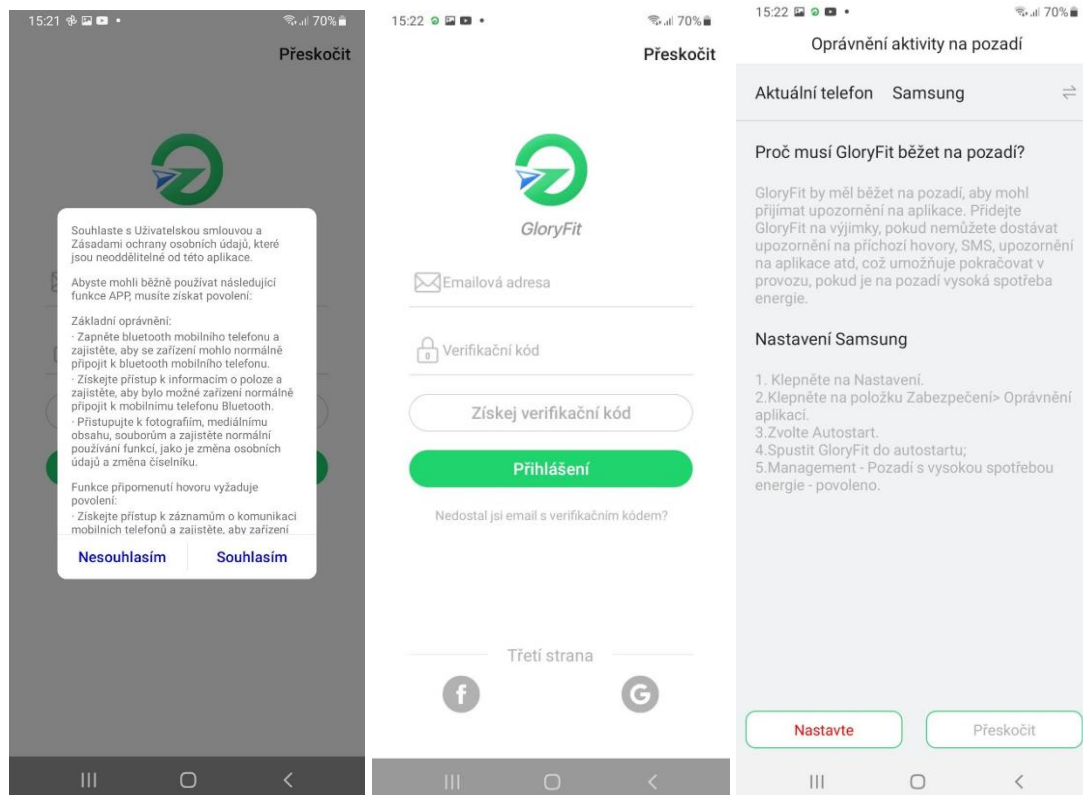 15:21
70%
Přeskočit
Souhlaste s Uživatelskou smlouvou a
Zásadami ochrany osobních údajů, které
jsou neoddělitelné od této aplikace.
Abyste mohli běžně používat následující
funkce APP, musíte získat povolení:
Základní oprávnění:
· Zapněte bluetooth mobilního telefonu a
zajistěte, aby se zařízení mohlo normálně
připojit k bluetooth mobilního telefonu.
· Získejte přístup k informacím o poloze a
zajistěte, aby bylo možné zařízení normálně
připojit k mobilnímu telefonu Bluetooth.
· Přistupujte k fotografiím, mediálnímu
obsahu, souborům a zajistěte normální
používání funkcí, jako je změna osobních
údajů a změna číselníku.
Funkce připomenutí hovoru vyžaduje
povolení:
· Získejte přístup k záznamům o komunikaci
mobilních telefonů a zajistěte, aby zařízení
Nesouhlasím Souhlasím
15:22
70%
Přeskočit
GloryFit
Emailová adresa
Verifikační kód
Získej verifikační kód
Přihlášení
Nedostal jsi email s verifikačním kódem?
Třetí strana
f G
15:22
70%
Oprávnění aktivity na pozadí
Aktuální telefon Samsung
Proč musí GloryFit běžet na pozadí?
GloryFit by měl běžet na pozadí, aby mohl
přijímat upozornění na aplikace. Přidejte
GloryFit na výjimky, pokud nemůžete dostávat
upozornění na příchozí hovory, SMS, upozornění
na aplikace atd, což umožňuje pokračovat v
provozu, pokud je na pozadí vysoká spotřeba
energie.
Nastavení Samsung
1. Klepněte na Nastavení.
2.Klepněte na položku Zabezpečení> Oprávnění
aplikací.
3.Zvolte Autostart.
4.Spustit GloryFit do autostartu;
5.Management - Pozadí s vysokou spotřebou
energie - povoleno.
Nastavte Přeskočit